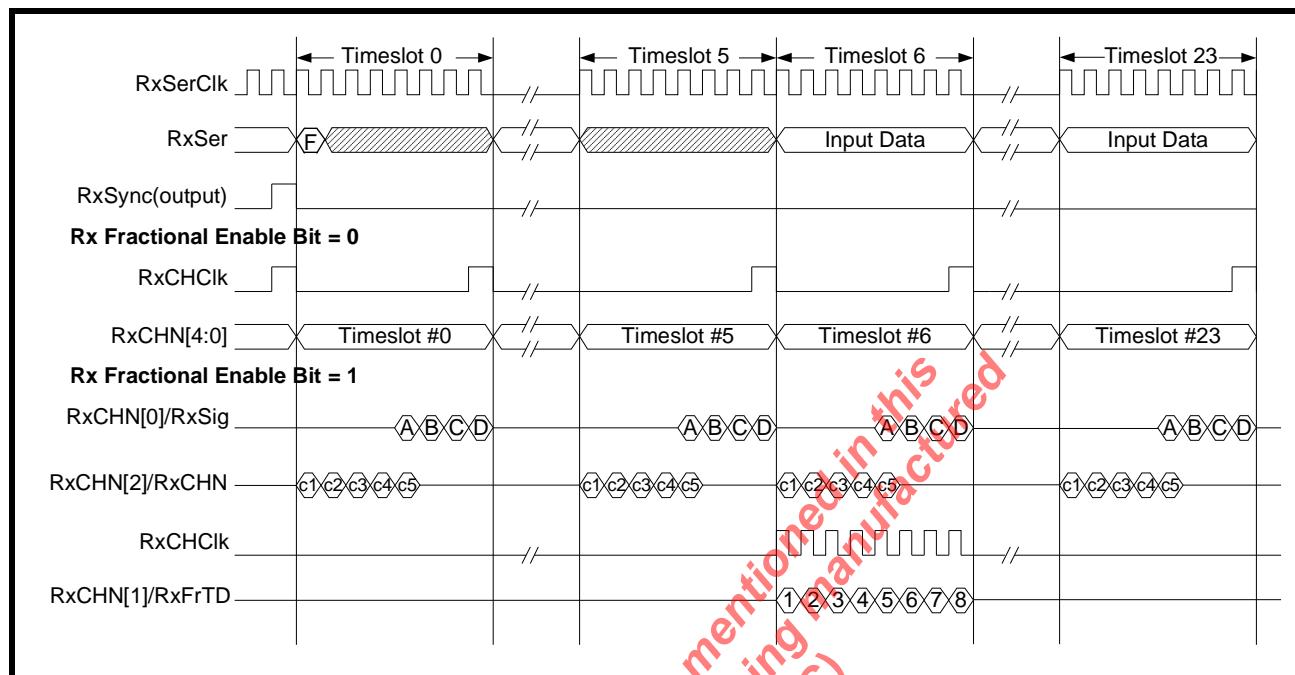 Timeslot 0 Timeslot 5 Timeslot 6 Timeslot 23
RxSerClk
RxSer F Input Data Input Data
RxSync(output)
Rx Fractional Enable Bit = 0
RxCHClk
RxCHN[4:0] Timeslot #0 Timeslot #5 Timeslot #6 Timeslot #23
Rx Fractional Enable Bit = 1
RxCHN[0]/RxSig A B C D A B C D A B C D A B C D
RxCHN[2]/RxCHN c1 c2 c3 c4 c5 c1 c2 c3 c4 c5 c1 c2 c3 c4 c5 c1 c2 c3 c4 c5
RxCHClk
RxCHN[1]/RxFrTD 1 2 3 4 5 6 7 8
mentioned in this
ing manufactured